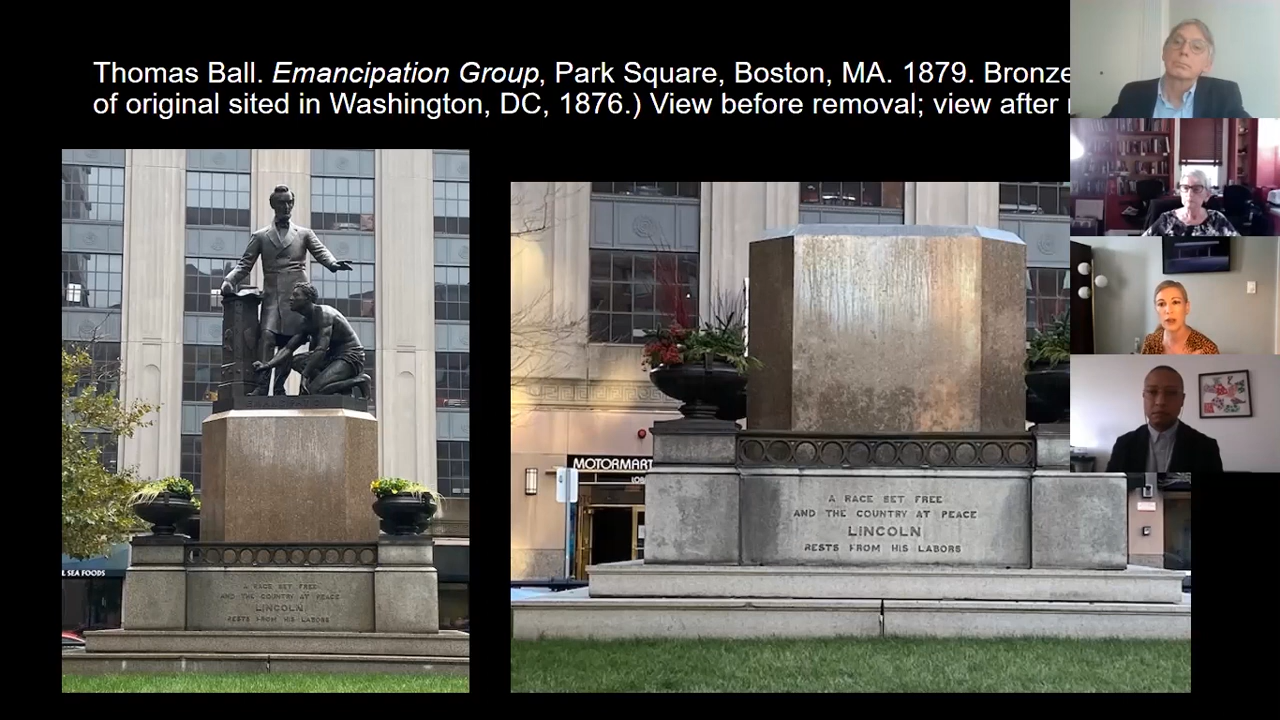 Thomas Ball. Emancipation Group, Park Square, Boston, MA. 1879. Bronze
of original sited in Washington, DC, 1876.) View before removal; view after
MOTORMART
A RACE SET FREE
AND THE COUNTRY AT PEACE
LINCOLN
RESTS FROM HIS LABORS
L SEA FOODS
A RACE SET FREE
AND THE COUNTRY AT PEACE
LINCOLN
RESTS FROM HIS LABORS